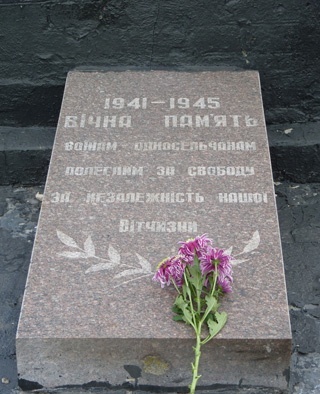 1941-1945
ВІЧНА ПАМ'ЯТЬ
ВОЇНАМ-ОДНОСЕЛЬЧАНАМ
ПОЛЕГЛИМ ЗА СВОБОДУ
ЗА НЕЗАЛЕЖНІСТЬ НАШОЇ
ВІТЧИЗНИ